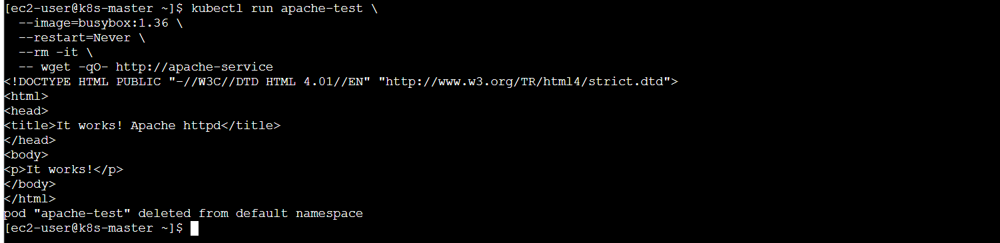 [ec2-user@k8s-master ~]$ kubectl run apache-test \
  --image=busybox:1.36 \
  --restart=Never \
  --rm -it \
  -- wget -qO- http://apache-service
<!DOCTYPE HTML PUBLIC "-//W3C//DTD HTML 4.01//EN" "http://www.w3.org/TR/html4/strict.dtd">
<html>
<head>
<title>It works! Apache httpd</title>
</head>
<body>
<p>It works!</p>
</body>
</html>
pod "apache-test" deleted from default namespace
[ec2-user@k8s-master ~]$